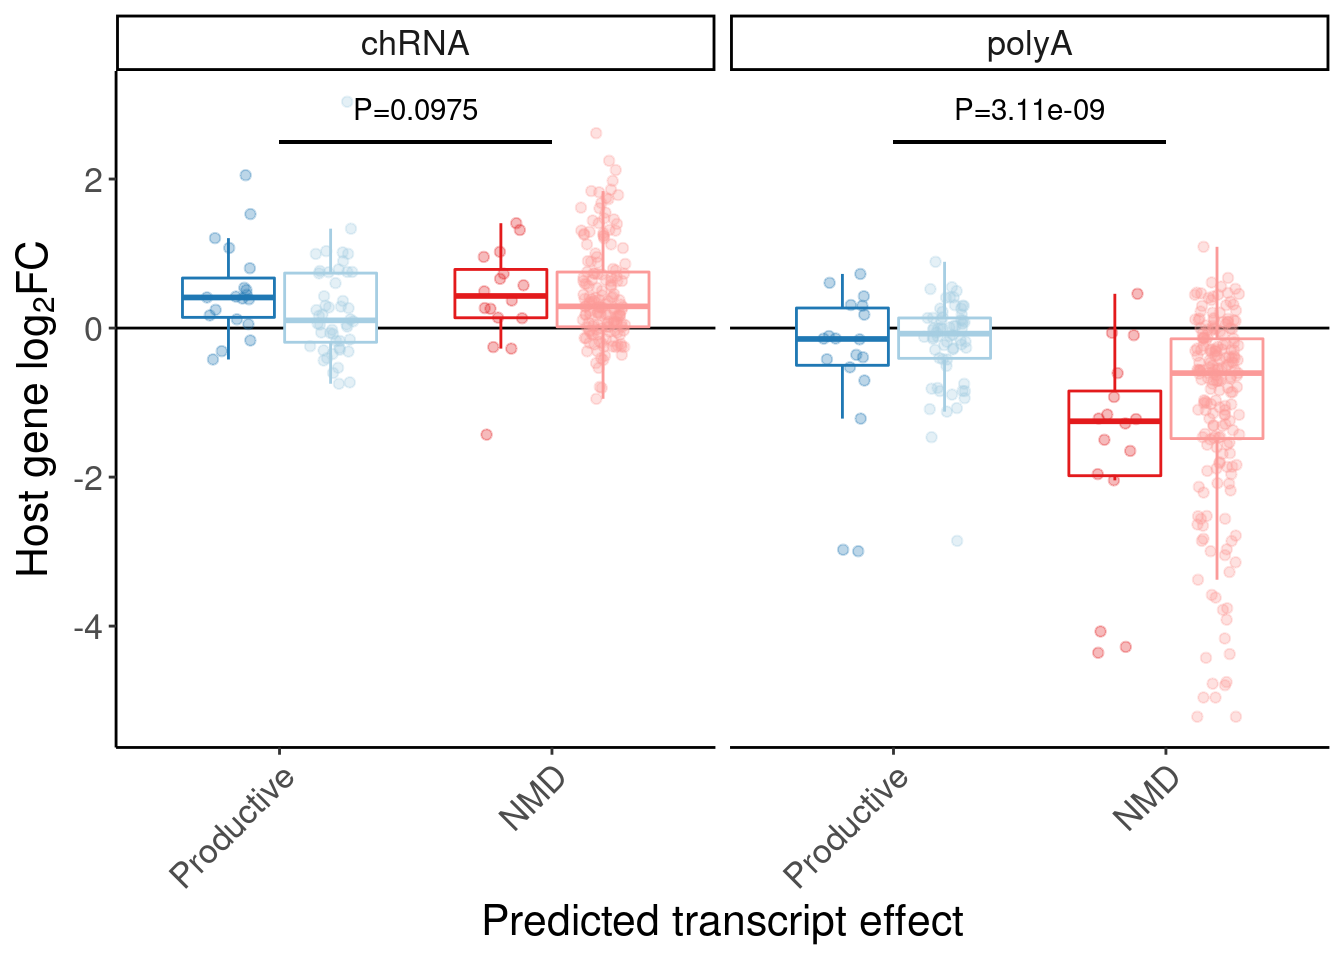 chRNA
polyA
P=0.0975
P=3.11e-09
Host gene log₂FC
2
0
-2
-4
Productive
NMD
Productive
NMD
Predicted transcript effect